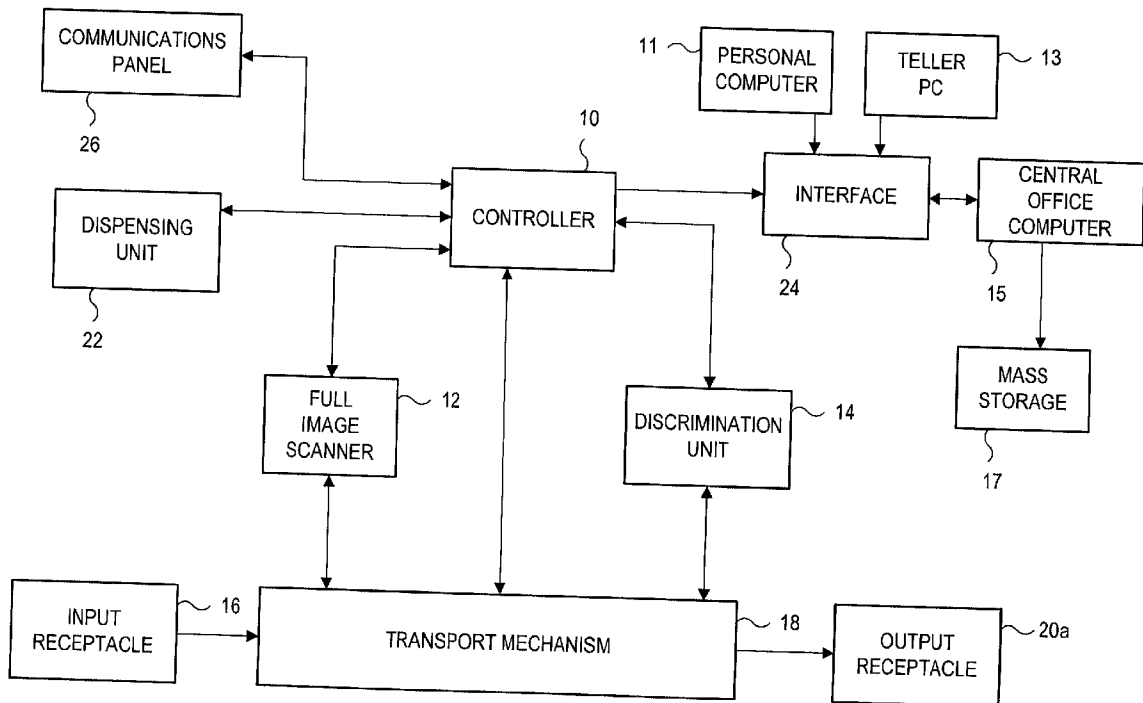 COMMUNICATIONS
PANEL
26
11
PERSONAL
COMPUTER
TELLER
PC
13
10
DISPENSING
UNIT
22
CONTROLLER
INTERFACE
24
CENTRAL
OFFICE
COMPUTER
15
FULL
IMAGE
SCANNER
12
DISCRIMINATION
UNIT
14
MASS
STORAGE
17
INPUT
RECEPTACLE
16
TRANSPORT MECHANISM
18
OUTPUT
RECEPTACLE
20a